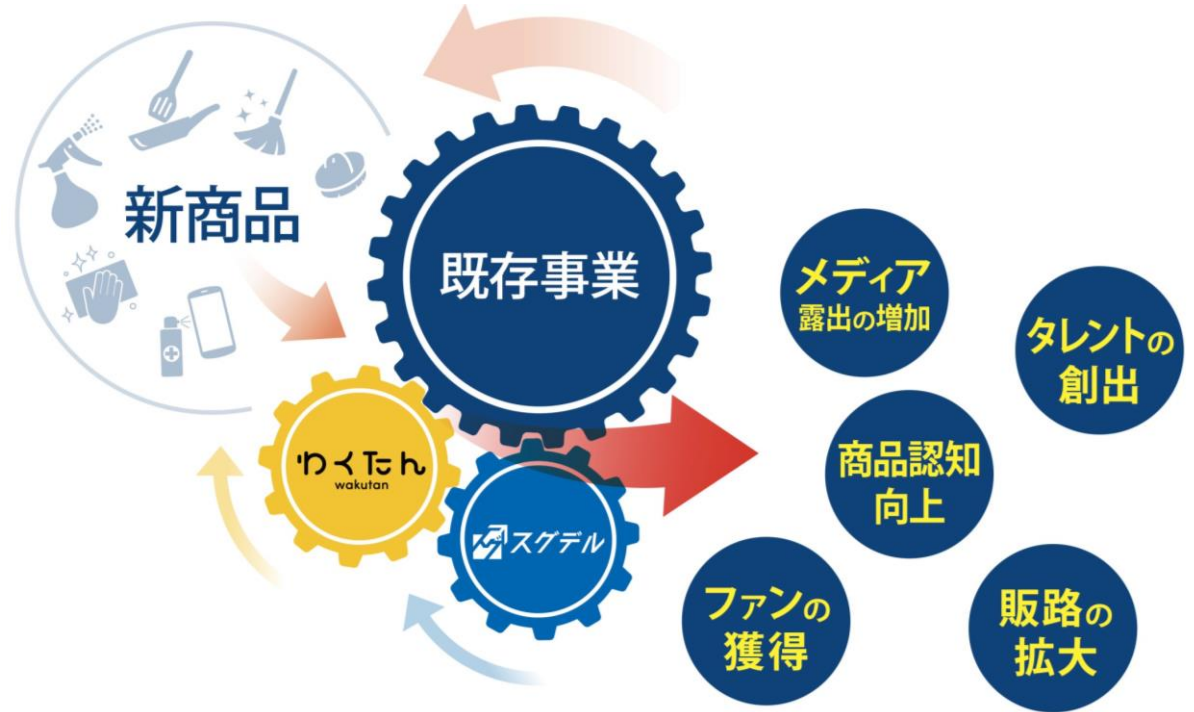 新商品
既存事業
わくたん
wakutan
スグデル
メディア
露出の増加
タレントの
創出
商品認知
向上
ファンの
獲得
販路の
拡大